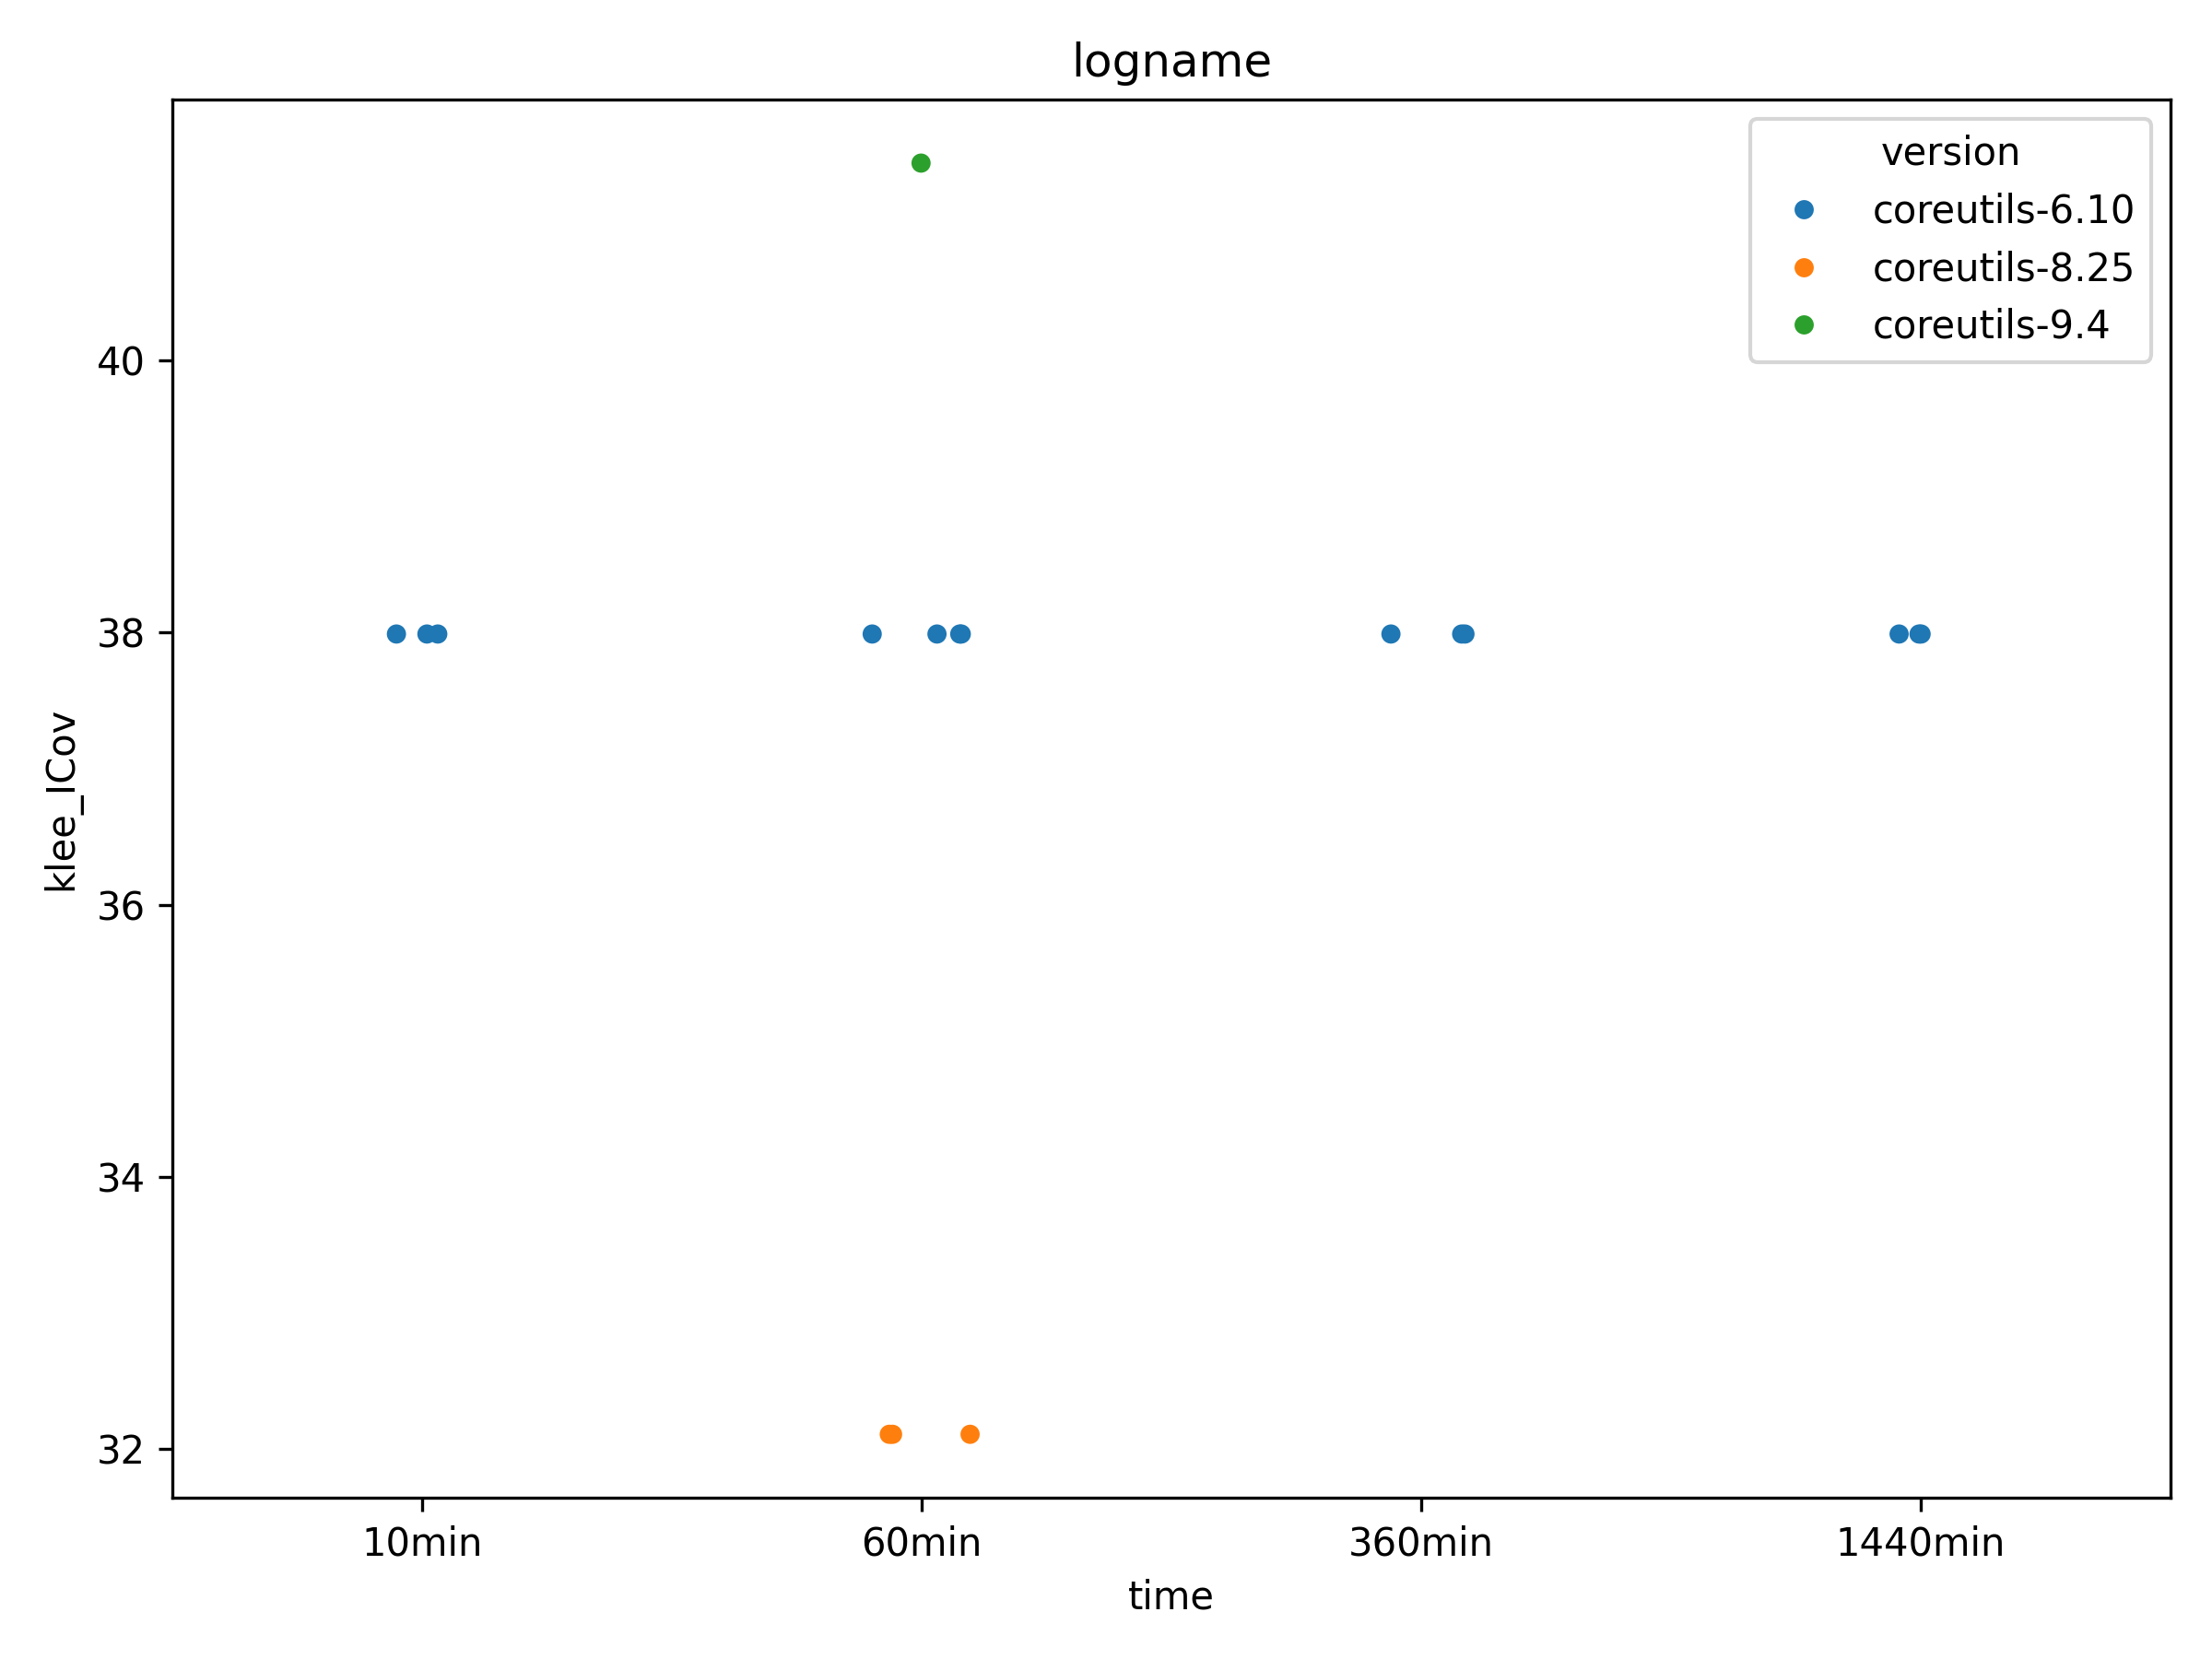 logname
version
coreutils-6.10
coreutils-8.25
coreutils-9.4
klee_ICov
40
38
36
34
32
10min 60min 360min 1440min
time